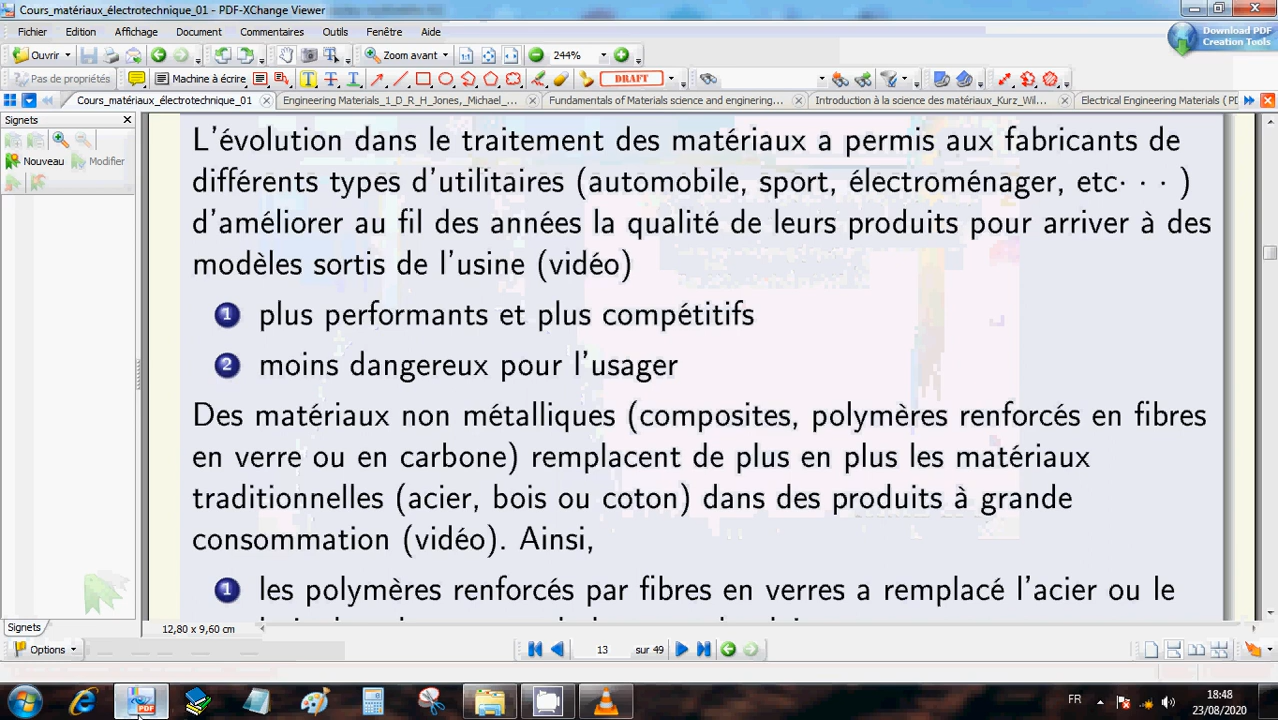 Cours_matériaux_électrotechnique_01 - PDF-XChange Viewer
Fichier Edition Affichage Document Commentaires Outils Fenêtre Aide
Download PDF
Creation Tools
Ouvrir Zoom avant 244%
Pas de propriétés Machine à écrire DRAFT
Cours_matériaux_électrotechnique_01 Engineering Materials_1_D_R_H_Jones,_Michael_... Fundamentals of Materials science and enginering... Introduction à la science des matériaux_Kurz_Wil... Electrical Engineering Materials ( PD
Signets
Nouveau Modifier
L'évolution dans le traitement des matériaux a permis aux fabricants de
différents types d'utilitaires (automobile, sport, électroménager, etc· · · )
d'améliorer au fil des années la qualité de leurs produits pour arriver à des
modèles sortis de l'usine (vidéo)
1 plus performants et plus compétitifs
2 moins dangereux pour l'usager
Des matériaux non métalliques (composites, polymères renforcés en fibres
en verre ou en carbone) remplacent de plus en plus les matériaux
traditionnelles (acier, bois ou coton) dans des produits à grande
consommation (vidéo). Ainsi,
1 les polymères renforcés par fibres en verres a remplacé l'acier ou le
Signets
12,80 x 9,60 cm
Options 13 sur 49
FR 18:48
23/08/2020